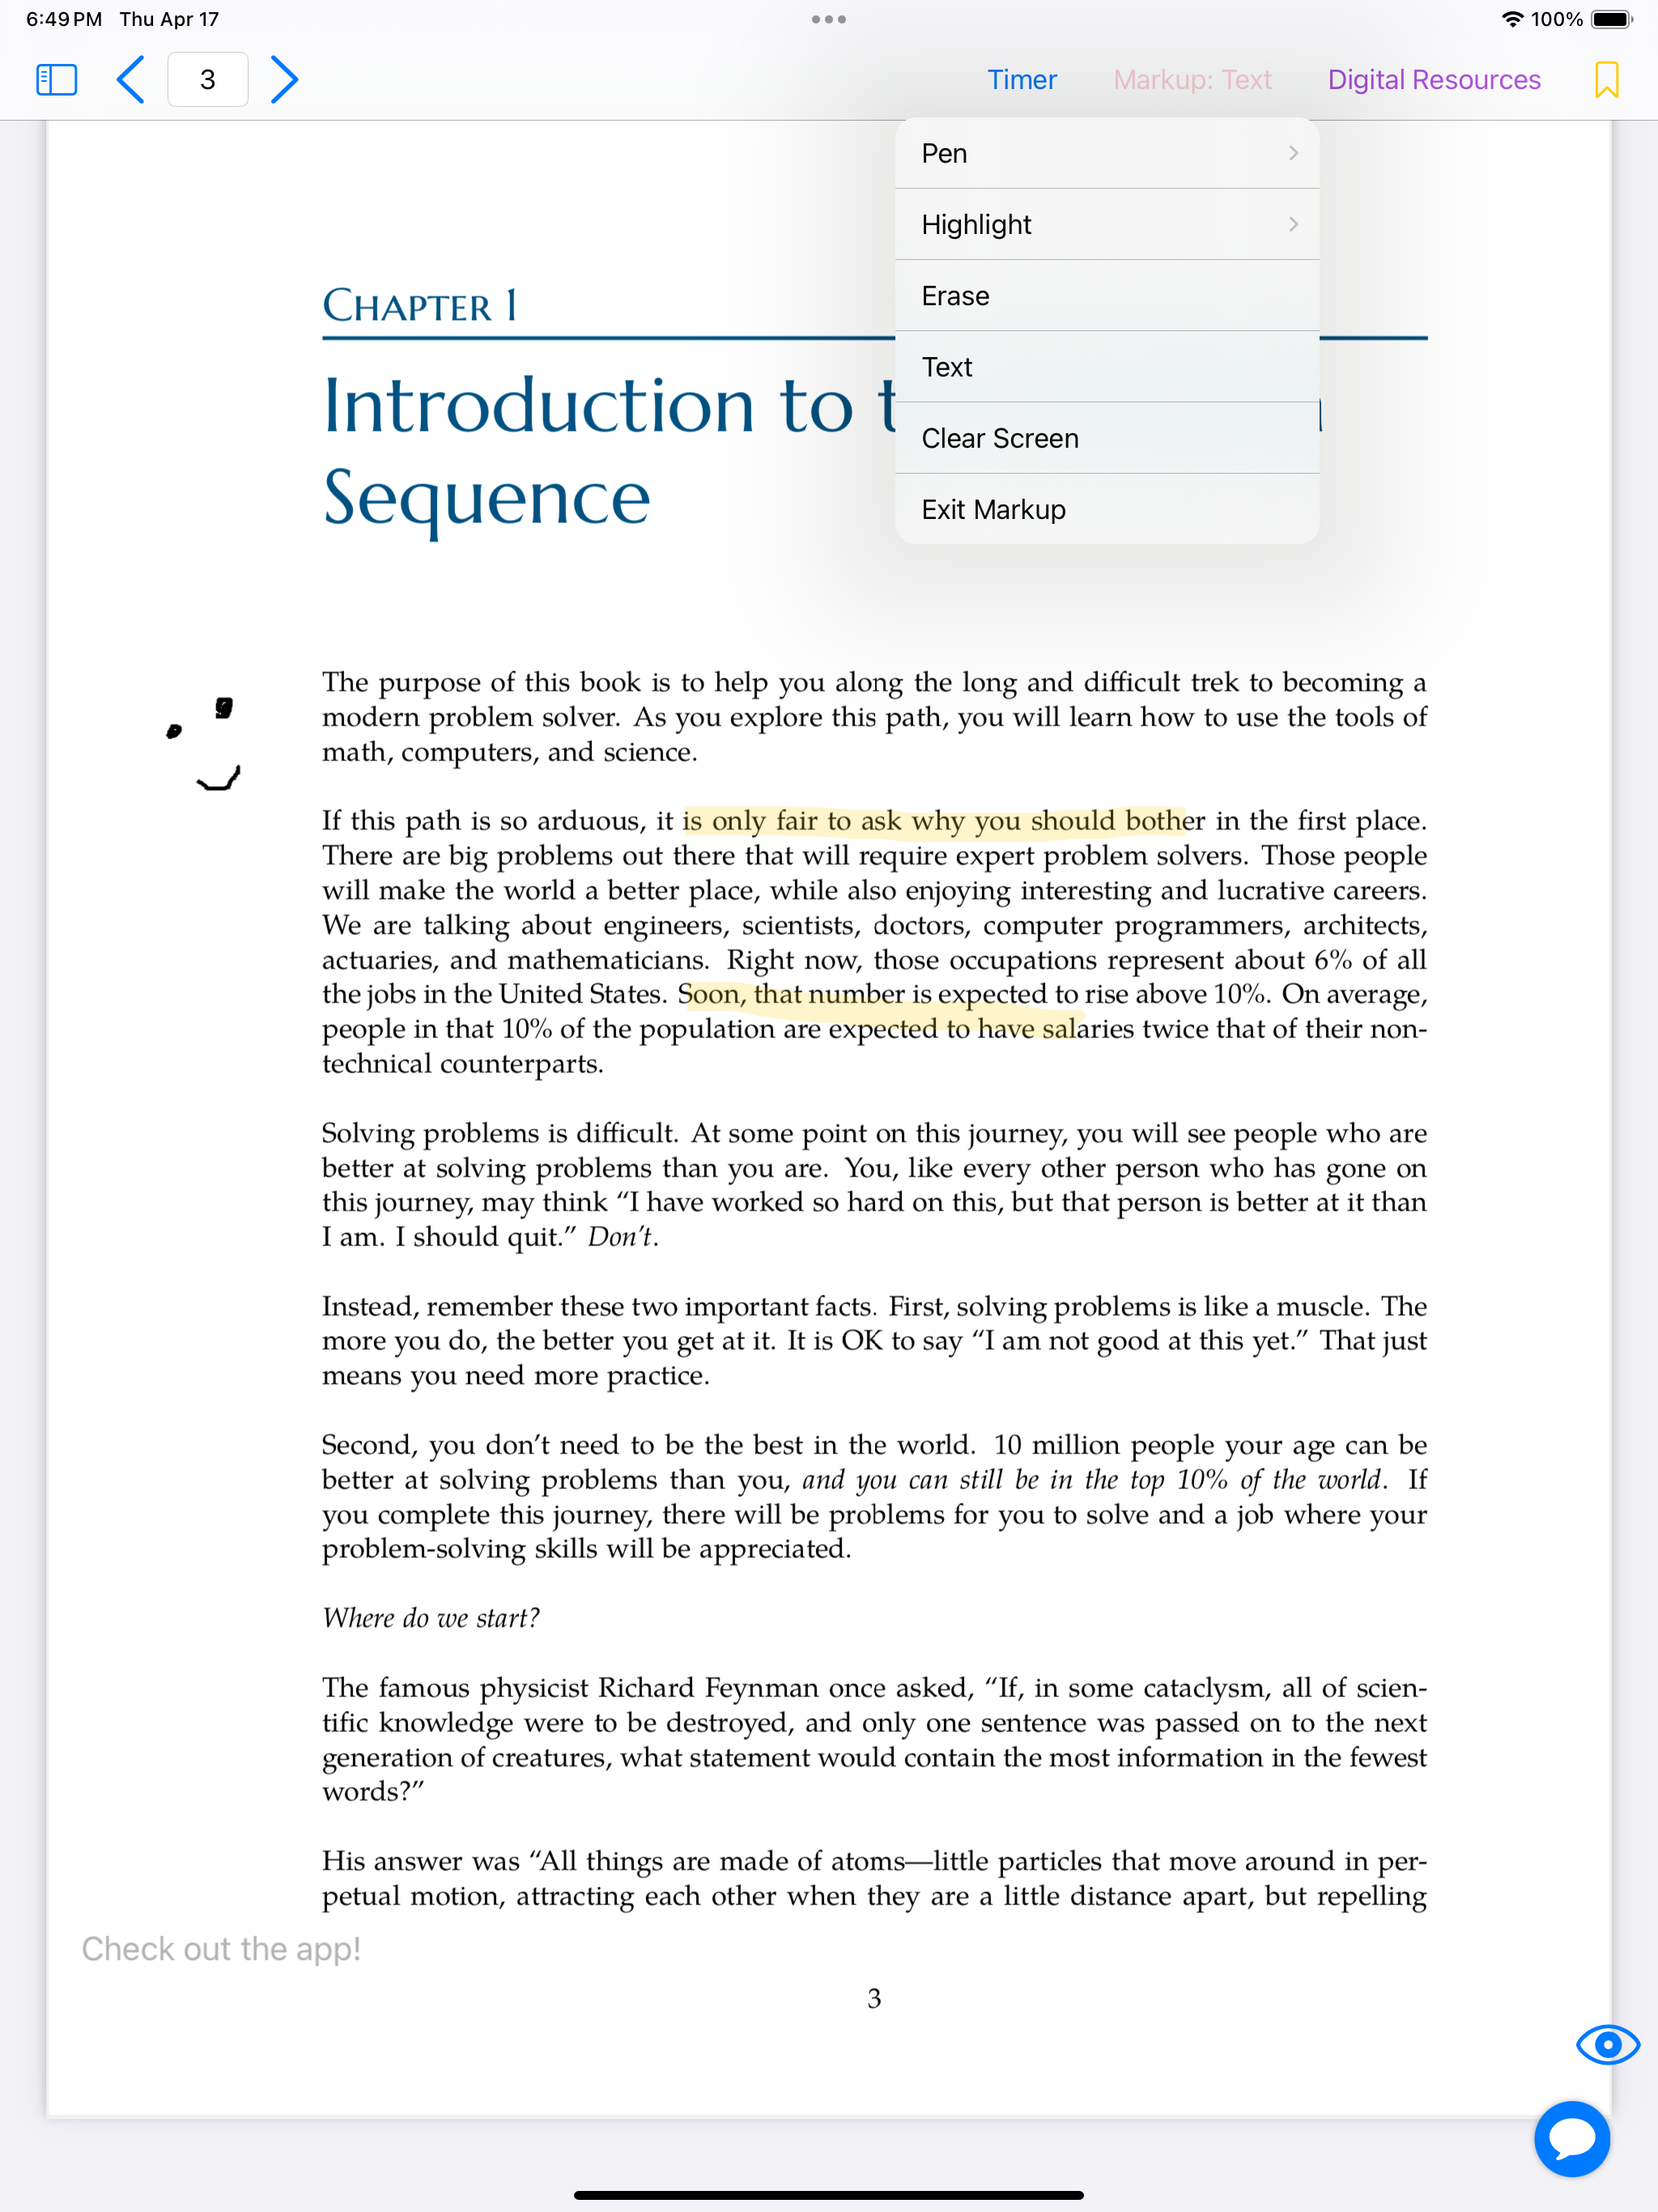 6:49 PM Thu Apr 17
100%
3
Timer
Markup: Text
Digital Resources
Pen
Highlight
Erase
Text
Clear Screen
Exit Markup
Chapter 1
Introduction to t
Sequence
The purpose of this book is to help you along the long and difficult trek to becoming a
modern problem solver. As you explore this path, you will learn how to use the tools of
math, computers, and science.
If this path is so arduous, it is only fair to ask why you should bother in the first place.
There are big problems out there that will require expert problem solvers. Those people
will make the world a better place, while also enjoying interesting and lucrative careers.
We are talking about engineers, scientists, doctors, computer programmers, architects,
actuaries, and mathematicians. Right now, those occupations represent about 6% of all
the jobs in the United States. Soon, that number is expected to rise above 10%. On average,
people in that 10% of the population are expected to have salaries twice that of their non-
technical counterparts.
Solving problems is difficult. At some point on this journey, you will see people who are
better at solving problems than you are. You, like every other person who has gone on
this journey, may think “I have worked so hard on this, but that person is better at it than
I am. I should quit.” Don’t.
Instead, remember these two important facts. First, solving problems is like a muscle. The
more you do, the better you get at it. It is OK to say “I am not good at this yet.” That just
means you need more practice.
Second, you don’t need to be the best in the world. 10 million people your age can be
better at solving problems than you, and you can still be in the top 10% of the world. If
you complete this journey, there will be problems for you to solve and a job where your
problem-solving skills will be appreciated.
Where do we start?
The famous physicist Richard Feynman once asked, “If, in some cataclysm, all of scien-
tific knowledge were to be destroyed, and only one sentence was passed on to the next
generation of creatures, what statement would contain the most information in the fewest
words?”
His answer was “All things are made of atoms—little particles that move around in per-
petual motion, attracting each other when they are a little distance apart, but repelling
Check out the app!
3